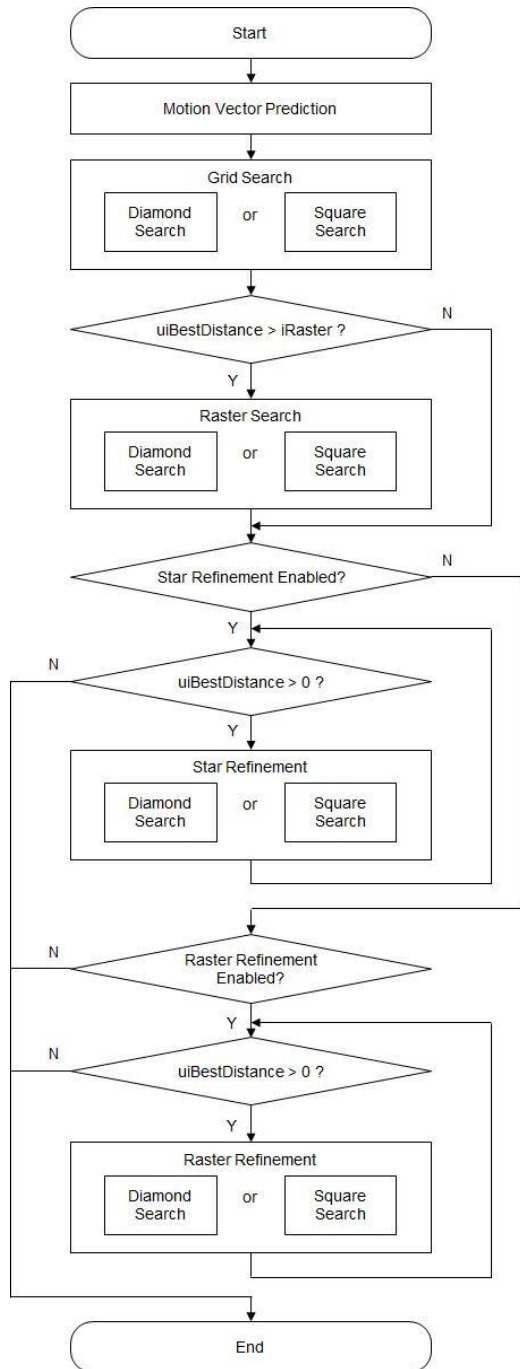 Start
Motion Vector Prediction
Grid Search
Diamond
Search
or
Square
Search
uiBestDistance > iRaster ?
N
Y
Raster Search
Diamond
Search
or
Square
Search
Star Refinement Enabled?
N
Y
N
uiBestDistance > 0 ?
Y
Star Refinement
Diamond
Search
or
Square
Search
N
Raster Refinement
Enabled?
Y
N
uiBestDistance > 0 ?
Y
Raster Refinement
Diamond
Search
or
Square
Search
End